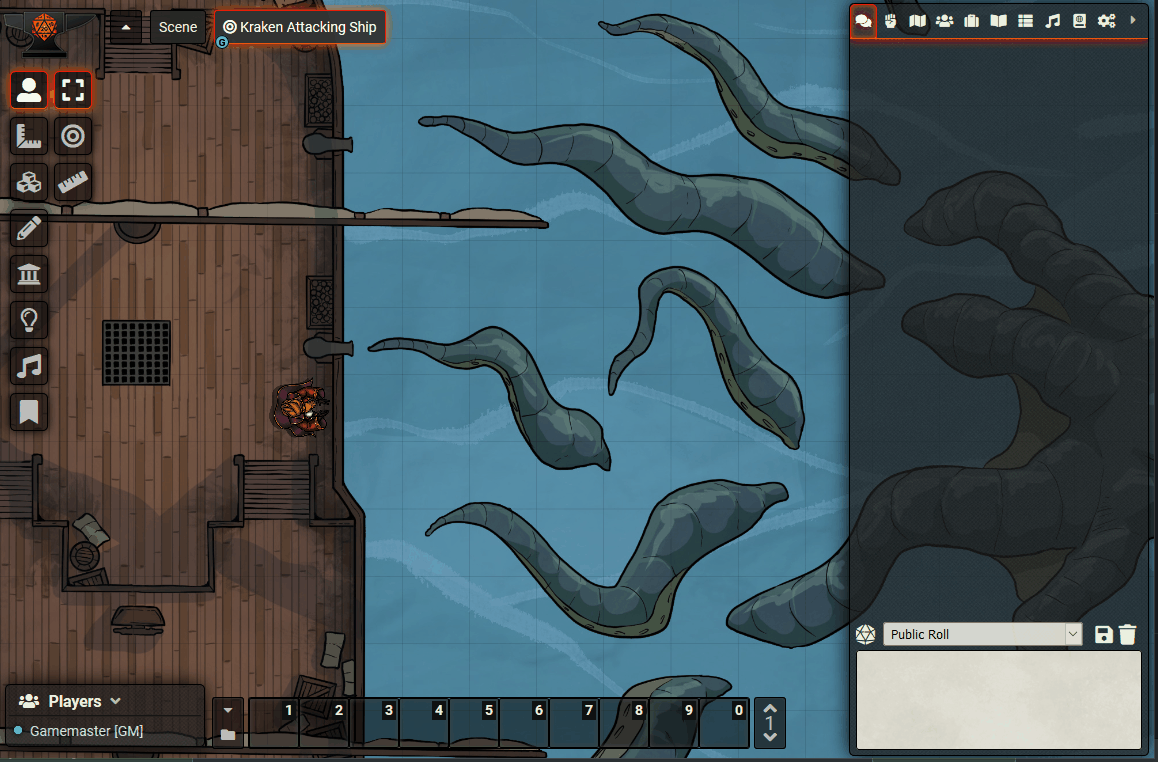 Scene
Kraken Attacking Ship
G
Public Roll
Players
Gamemaster [GM]
1 2 3 4 5 6 7 8 9 0
1